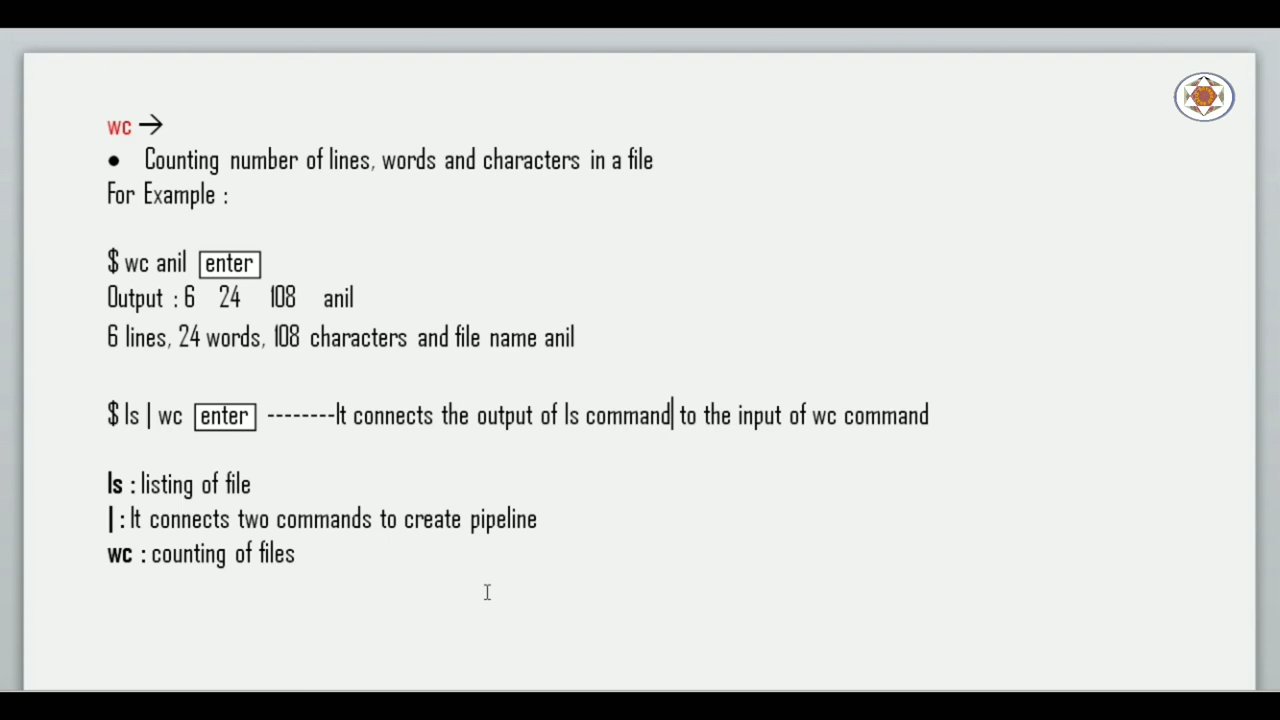 wc →
● Counting number of lines, words and characters in a file
For Example :
$ wc anil enter
Output : 6 24 108 anil
6 lines, 24 words, 108 characters and file name anil
$ ls | wc enter --------It connects the output of ls command to the input of wc command
ls : listing of file
| : It connects two commands to create pipeline
wc : counting of files